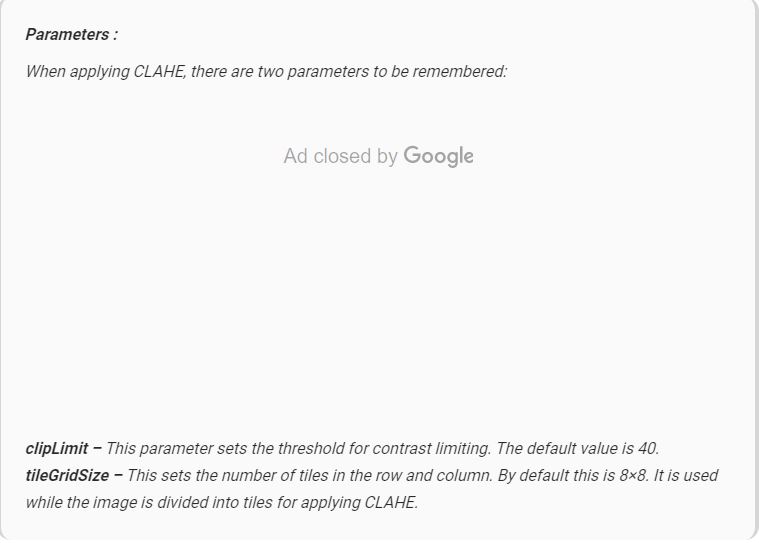 Parameters :
When applying CLAHE, there are two parameters to be remembered:
Ad closed by Google
clipLimit – This parameter sets the threshold for contrast limiting. The default value is 40.
tileGridSize – This sets the number of tiles in the row and column. By default this is 8×8. It is used
while the image is divided into tiles for applying CLAHE.